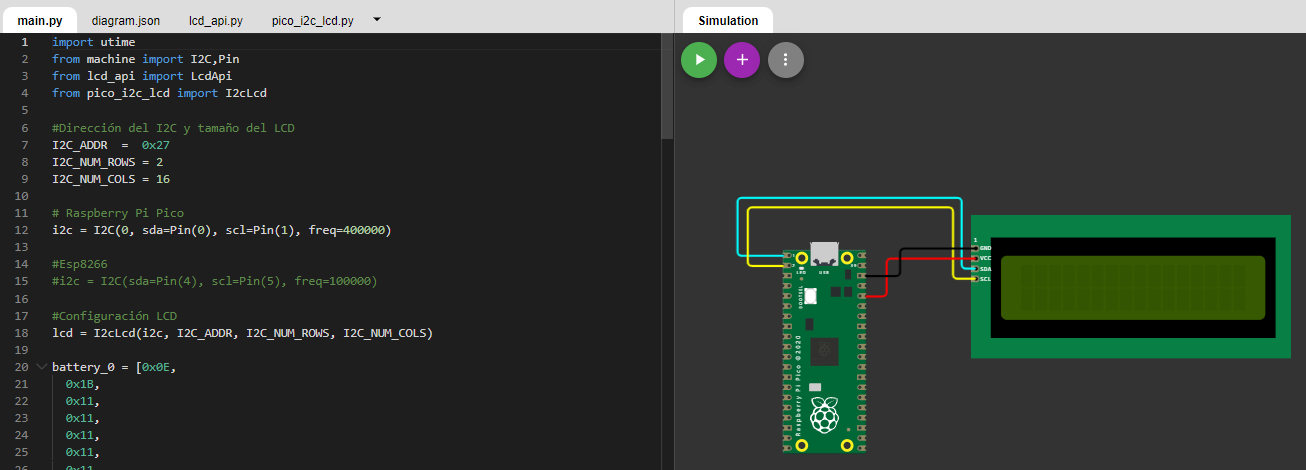 main.py diagram.json lcd_api.py pico_i2c_lcd.py
1 import utime
2 from machine import I2C,Pin
3 from lcd_api import LcdApi
4 from pico_i2c_lcd import I2cLcd
5
6 #Dirección del I2C y tamaño del LCD
7 I2C_ADDR  =  0x27
8 I2C_NUM_ROWS = 2
9 I2C_NUM_COLS = 16
10
11 # Raspberry Pi Pico
12 i2c = I2C(0, sda=Pin(0), scl=Pin(1), freq=400000)
13
14 #Esp8266
15 #i2c = I2C(sda=Pin(4), scl=Pin(5), freq=100000)
16
17 #Configuración LCD
18 lcd = I2cLcd(i2c, I2C_ADDR, I2C_NUM_ROWS, I2C_NUM_COLS)
19
20 battery_0 = [0x0E,
21 0x1B,
22 0x11,
23 0x11,
24 0x11,
25 0x11,
26 0x11
Simulation
LED
USB
BOOTSEL
Raspberry Pi Pico ©2020
1
GND
VCC
SDA
SCL